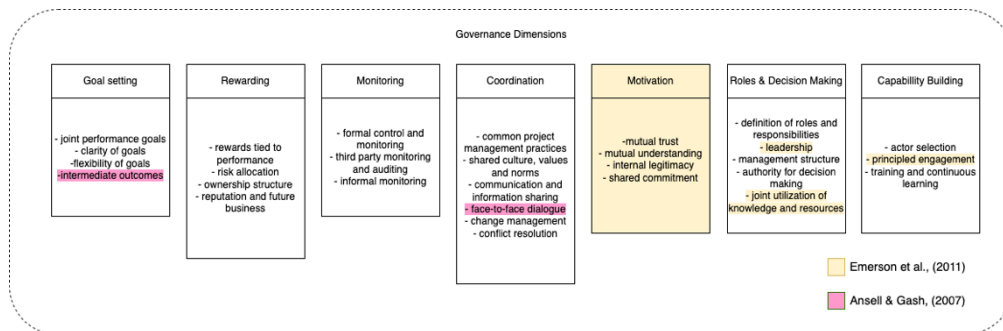 Governance Dimensions
Goal setting
- joint performance goals
- clarity of goals
-flexibility of goals
-intermediate outcomes
Rewarding
- rewards tied to
performance
- risk allocation
- ownership structure
- reputation and future
business
Monitoring
- formal control and
monitoring
- third party monitoring
and auditing
- informal monitoring
Coordination
- common project
management practices
- shared culture, values
and norms
- communication and
information sharing
- face-to-face dialogue
- change management
- conflict resolution
Motivation
-mutual trust
- mutual understanding
- internal legitimacy
- shared commitment
Roles & Decision Making
- definition of roles and
responsibilities
- leadership
- management structure
- authority for decision
making
- joint utilization of
knowledge and resources
Capabillity Building
- actor selection
- principled engagement
- training and continuous
learning
Emerson et al., (2011)
Ansell & Gash, (2007)